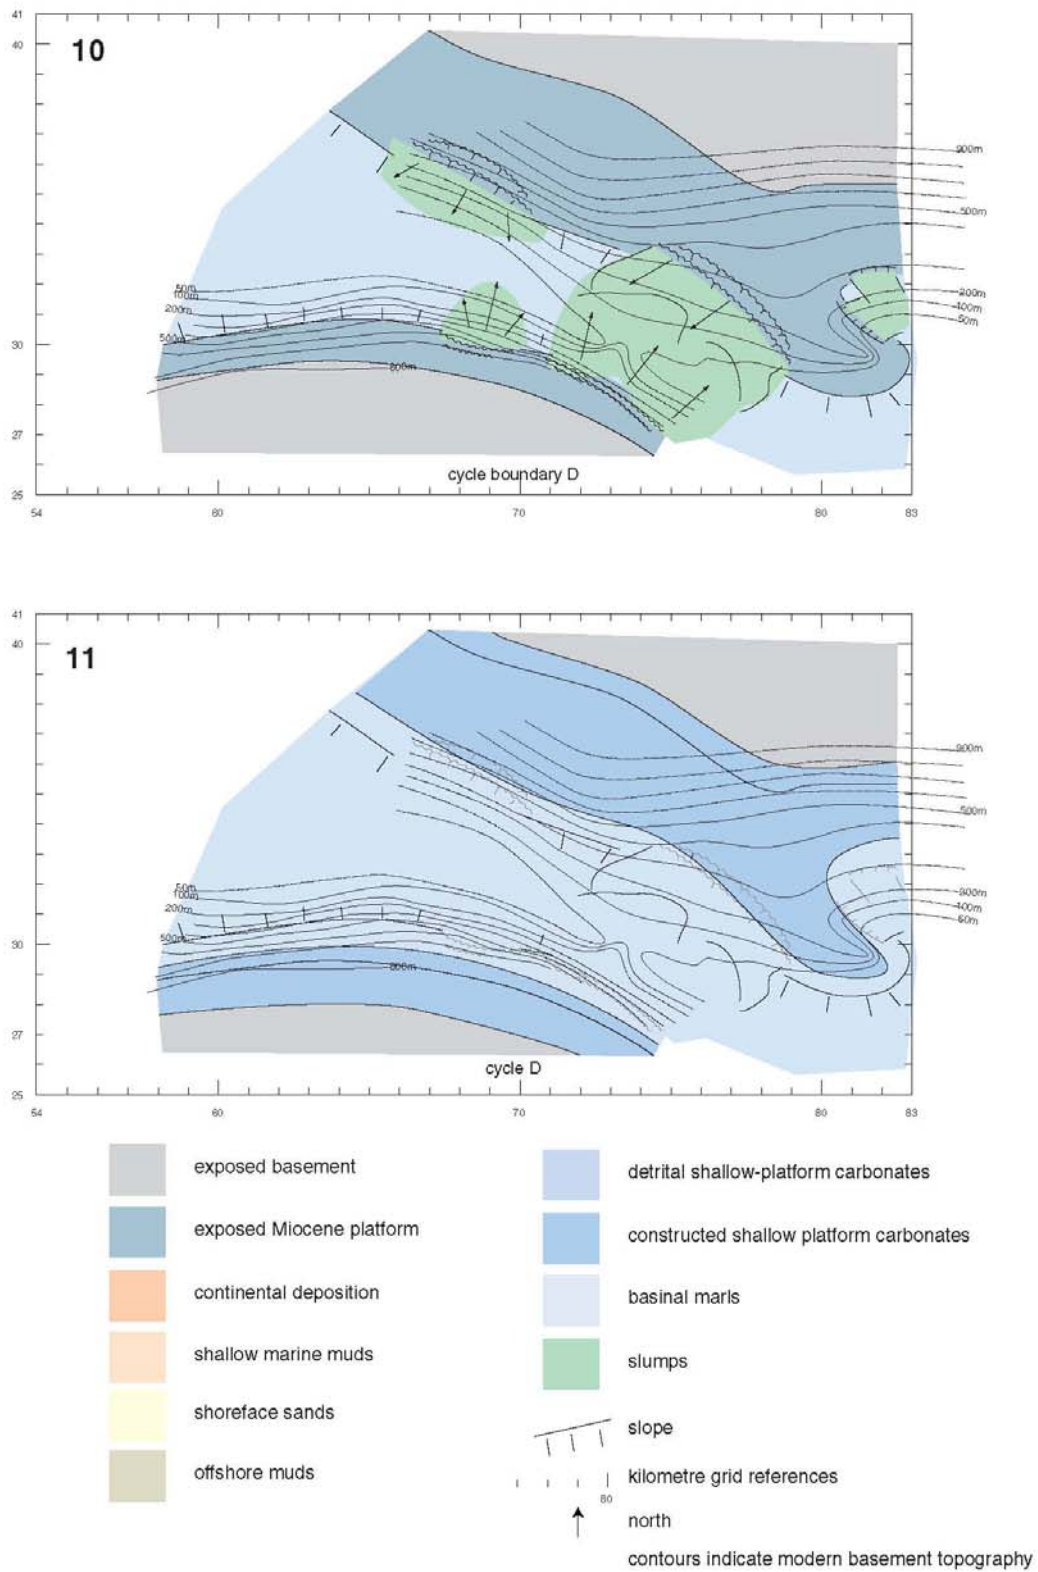 41
40
10
900m
500m
50m
100m
200m
200m
100m
50m
500m
30
800m
27
cycle boundary D
25
54 60 70 80 83
41
40
11
900m
500m
50m
100m
200m
200m
100m
50m
500m
30
800m
27
cycle D
25
54 60 70 80 83
exposed basement
exposed Miocene platform
continental deposition
shallow marine muds
shoreface sands
offshore muds
detrital shallow-platform carbonates
constructed shallow platform carbonates
basinal marls
slumps
slope
kilometre grid references
80
north
contours indicate modern basement topography